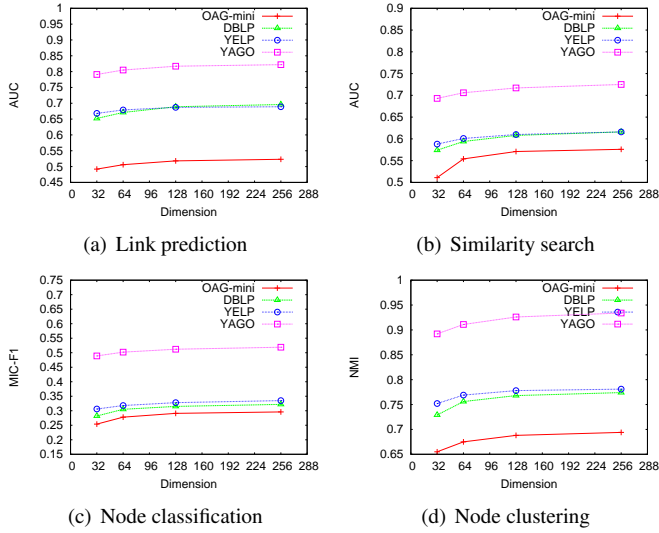 1
0.95
0.9
0.85
0.8
0.75
0.7
0.65
0.6
0.55
0.5
0.45
AUC
OAG-mini
DBLP
YELP
YAGO
0 32 64 96 128 160 192 224 256 288
Dimension
(a) Link prediction
0.9
0.85
0.8
0.75
0.7
0.65
0.6
0.55
0.5
AUC
OAG-mini
DBLP
YELP
YAGO
0 32 64 96 128 160 192 224 256 288
Dimension
(b) Similarity search
0.75
0.7
0.65
0.6
0.55
0.5
0.45
0.4
0.35
0.3
0.25
0.2
0.15
MIC-F1
OAG-mini
DBLP
YELP
YAGO
0 32 64 96 128 160 192 224 256 288
Dimension
(c) Node classification
1
0.95
0.9
0.85
0.8
0.75
0.7
0.65
NMI
OAG-mini
DBLP
YELP
YAGO
0 32 64 96 128 160 192 224 256 288
Dimension
(d) Node clustering